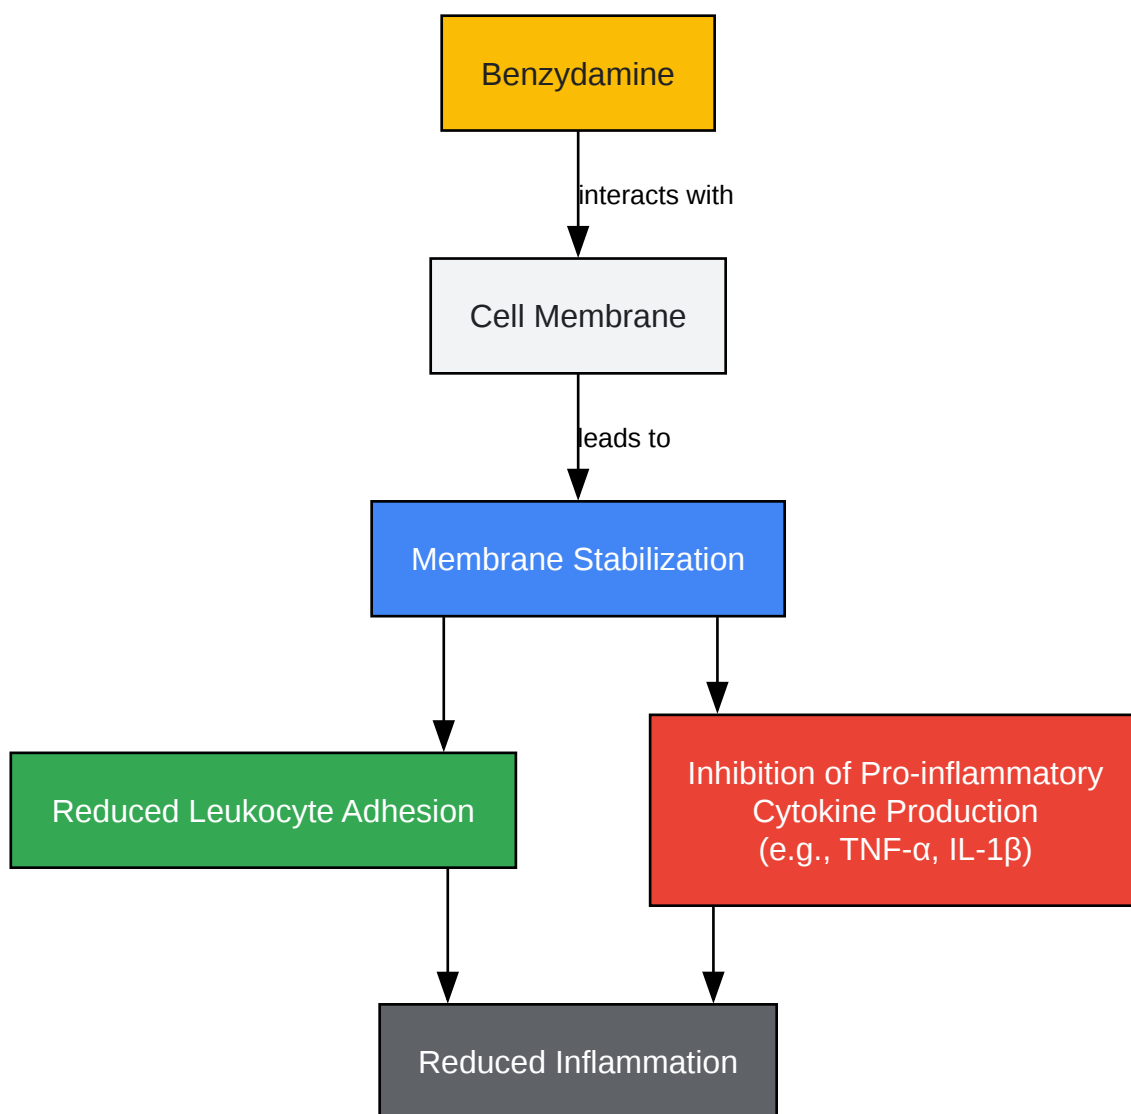 Benzydamine
interacts with
Cell Membrane
leads to
Membrane Stabilization
Reduced Leukocyte Adhesion
Inhibition of Pro-inflammatory
Cytokine Production
(e.g., TNF-α, IL-1β)
Reduced Inflammation